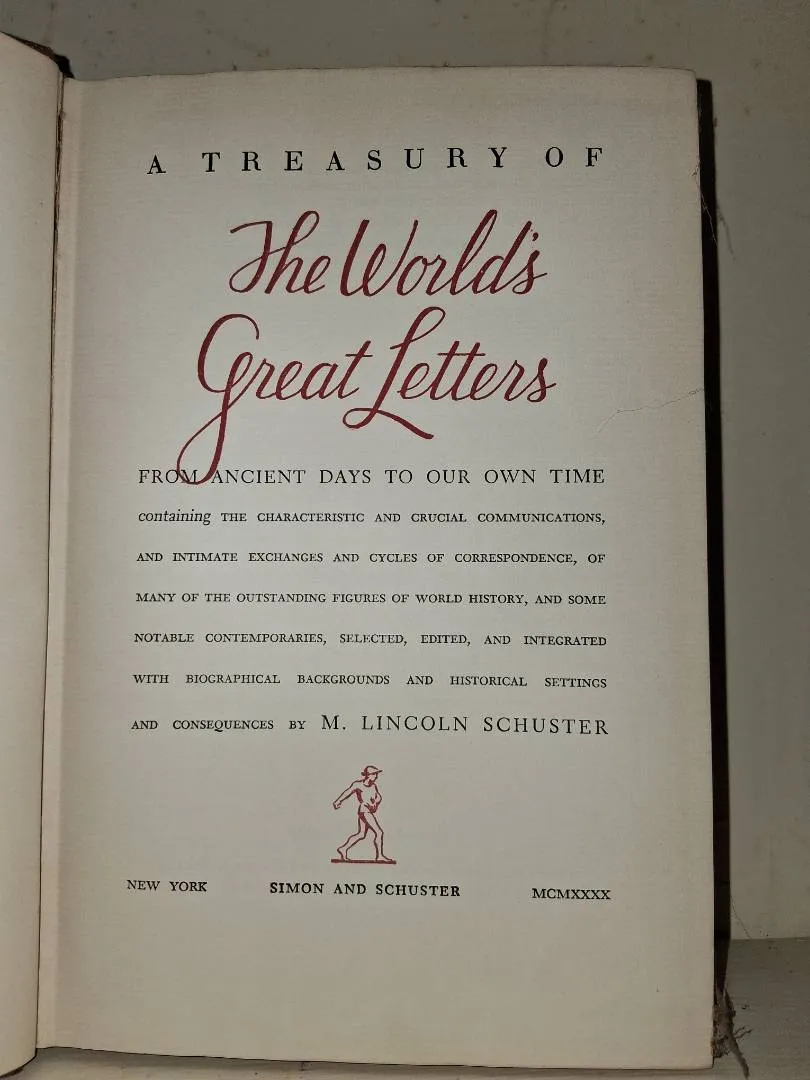 A TREASURY OF
The World's
Great Letters
FROM ANCIENT DAYS TO OUR OWN TIME
containing THE CHARACTERISTIC AND CRUCIAL COMMUNICATIONS,
AND INTIMATE EXCHANGES AND CYCLES OF CORRESPONDENCE, OF
MANY OF THE OUTSTANDING FIGURES OF WORLD HISTORY, AND SOME
NOTABLE CONTEMPORARIES, SELECTED, EDITED, AND INTEGRATED
WITH BIOGRAPHICAL BACKGROUNDS AND HISTORICAL SETTINGS
AND CONSEQUENCES BY M. LINCOLN SCHUSTER
NEW YORK SIMON AND SCHUSTER MCMXXXX